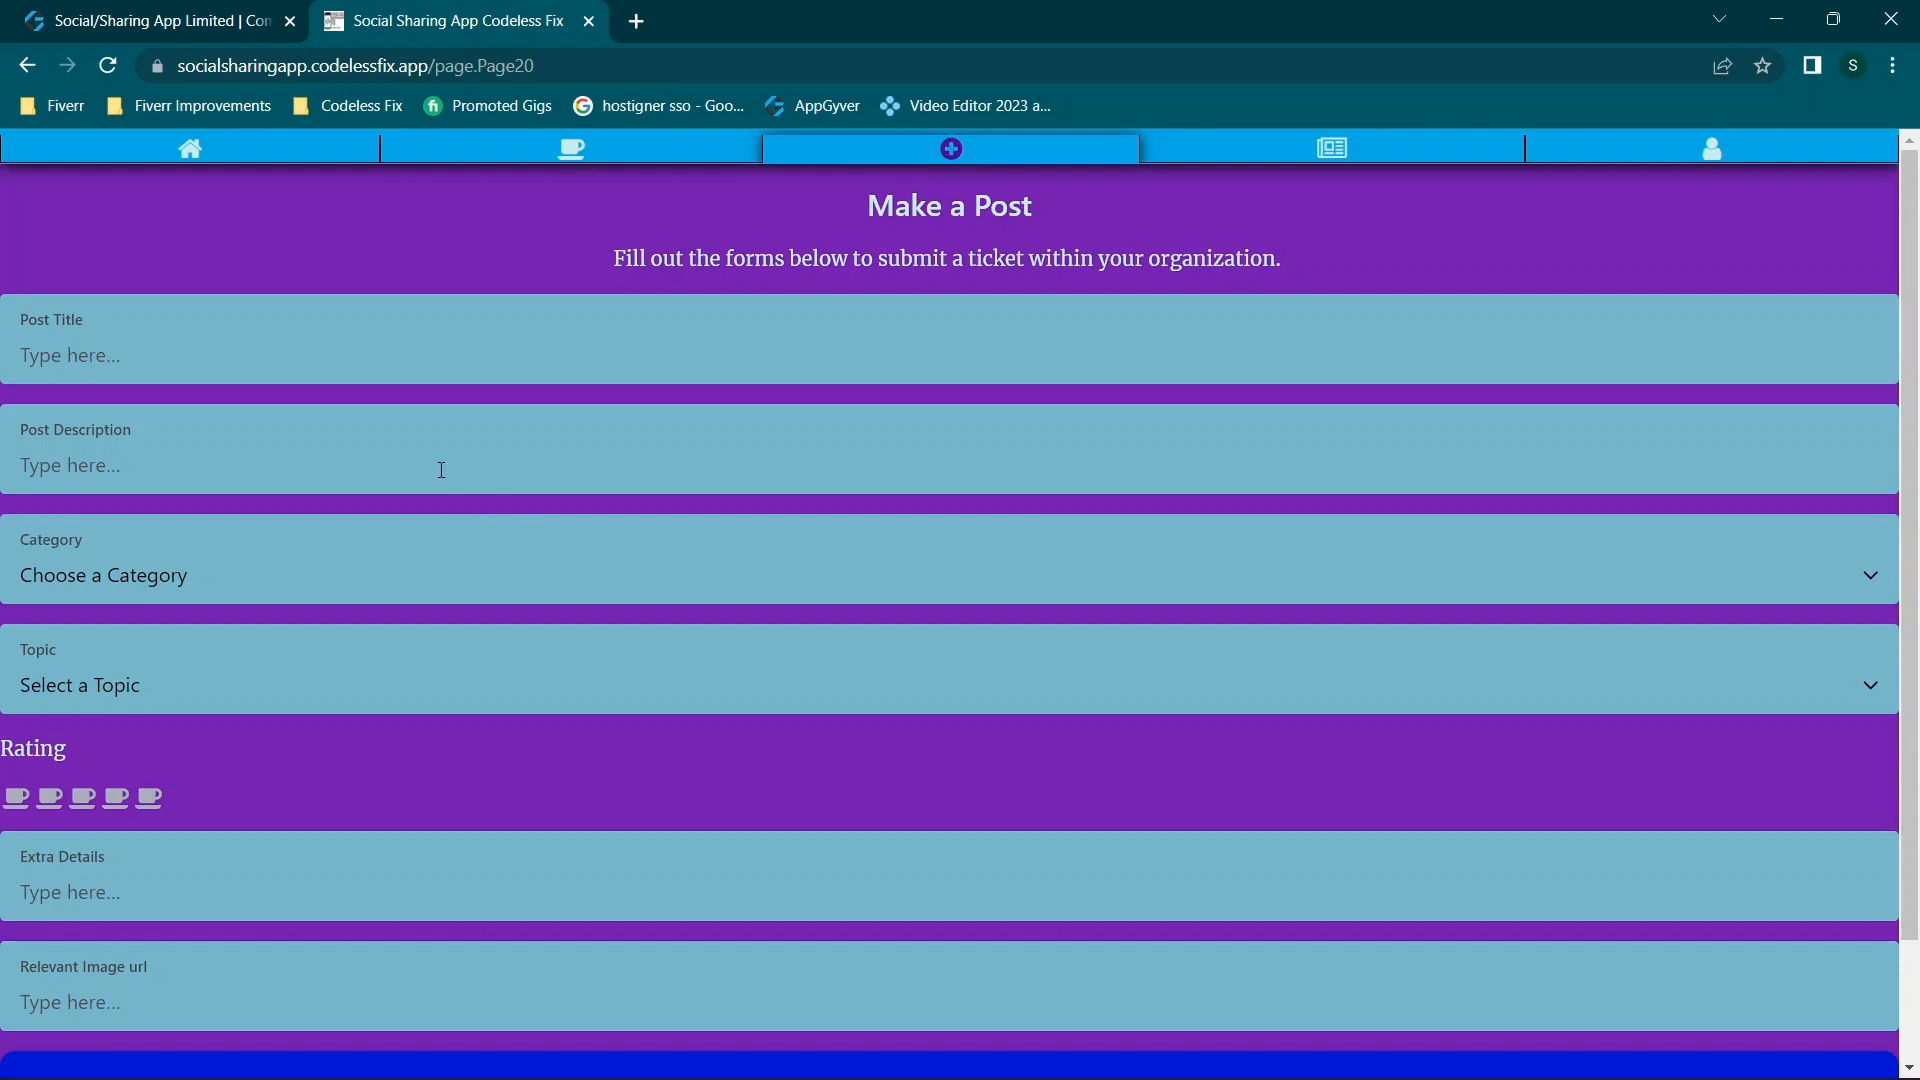 Social/Sharing App Limited | Con
Social Sharing App Codeless Fix
socialsharingapp.codelessfix.app/page.Page20
S
Fiverr
Fiverr Improvements
Codeless Fix
Promoted Gigs
hostigner sso - Goo...
AppGyver
Video Editor 2023 a...
Make a Post
Fill out the forms below to submit a ticket within your organization.
Post Title
Type here...
Post Description
Type here...
Category
Choose a Category
Topic
Select a Topic
Rating
Extra Details
Type here...
Relevant Image url
Type here...